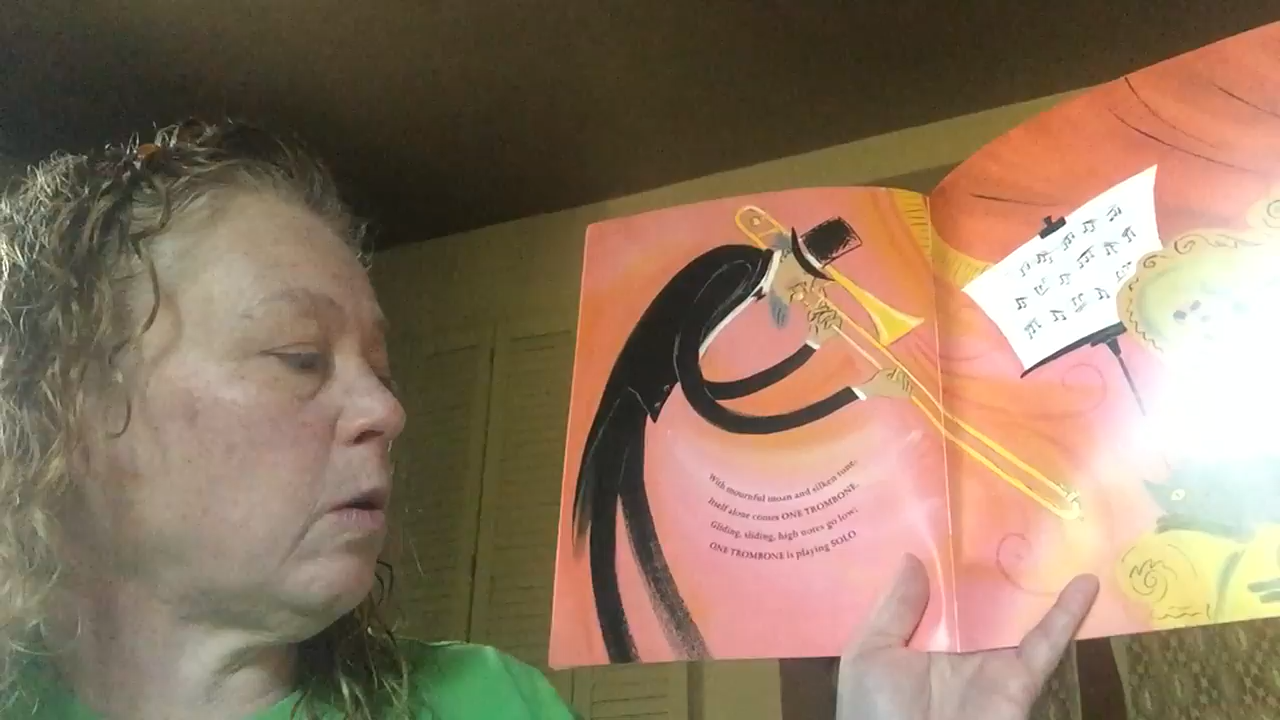 With mournful moan and silken tone,
Itself alone comes ONE TROMBONE.
Gliding, sliding, high notes go low;
ONE TROMBONE is playing SOLO.